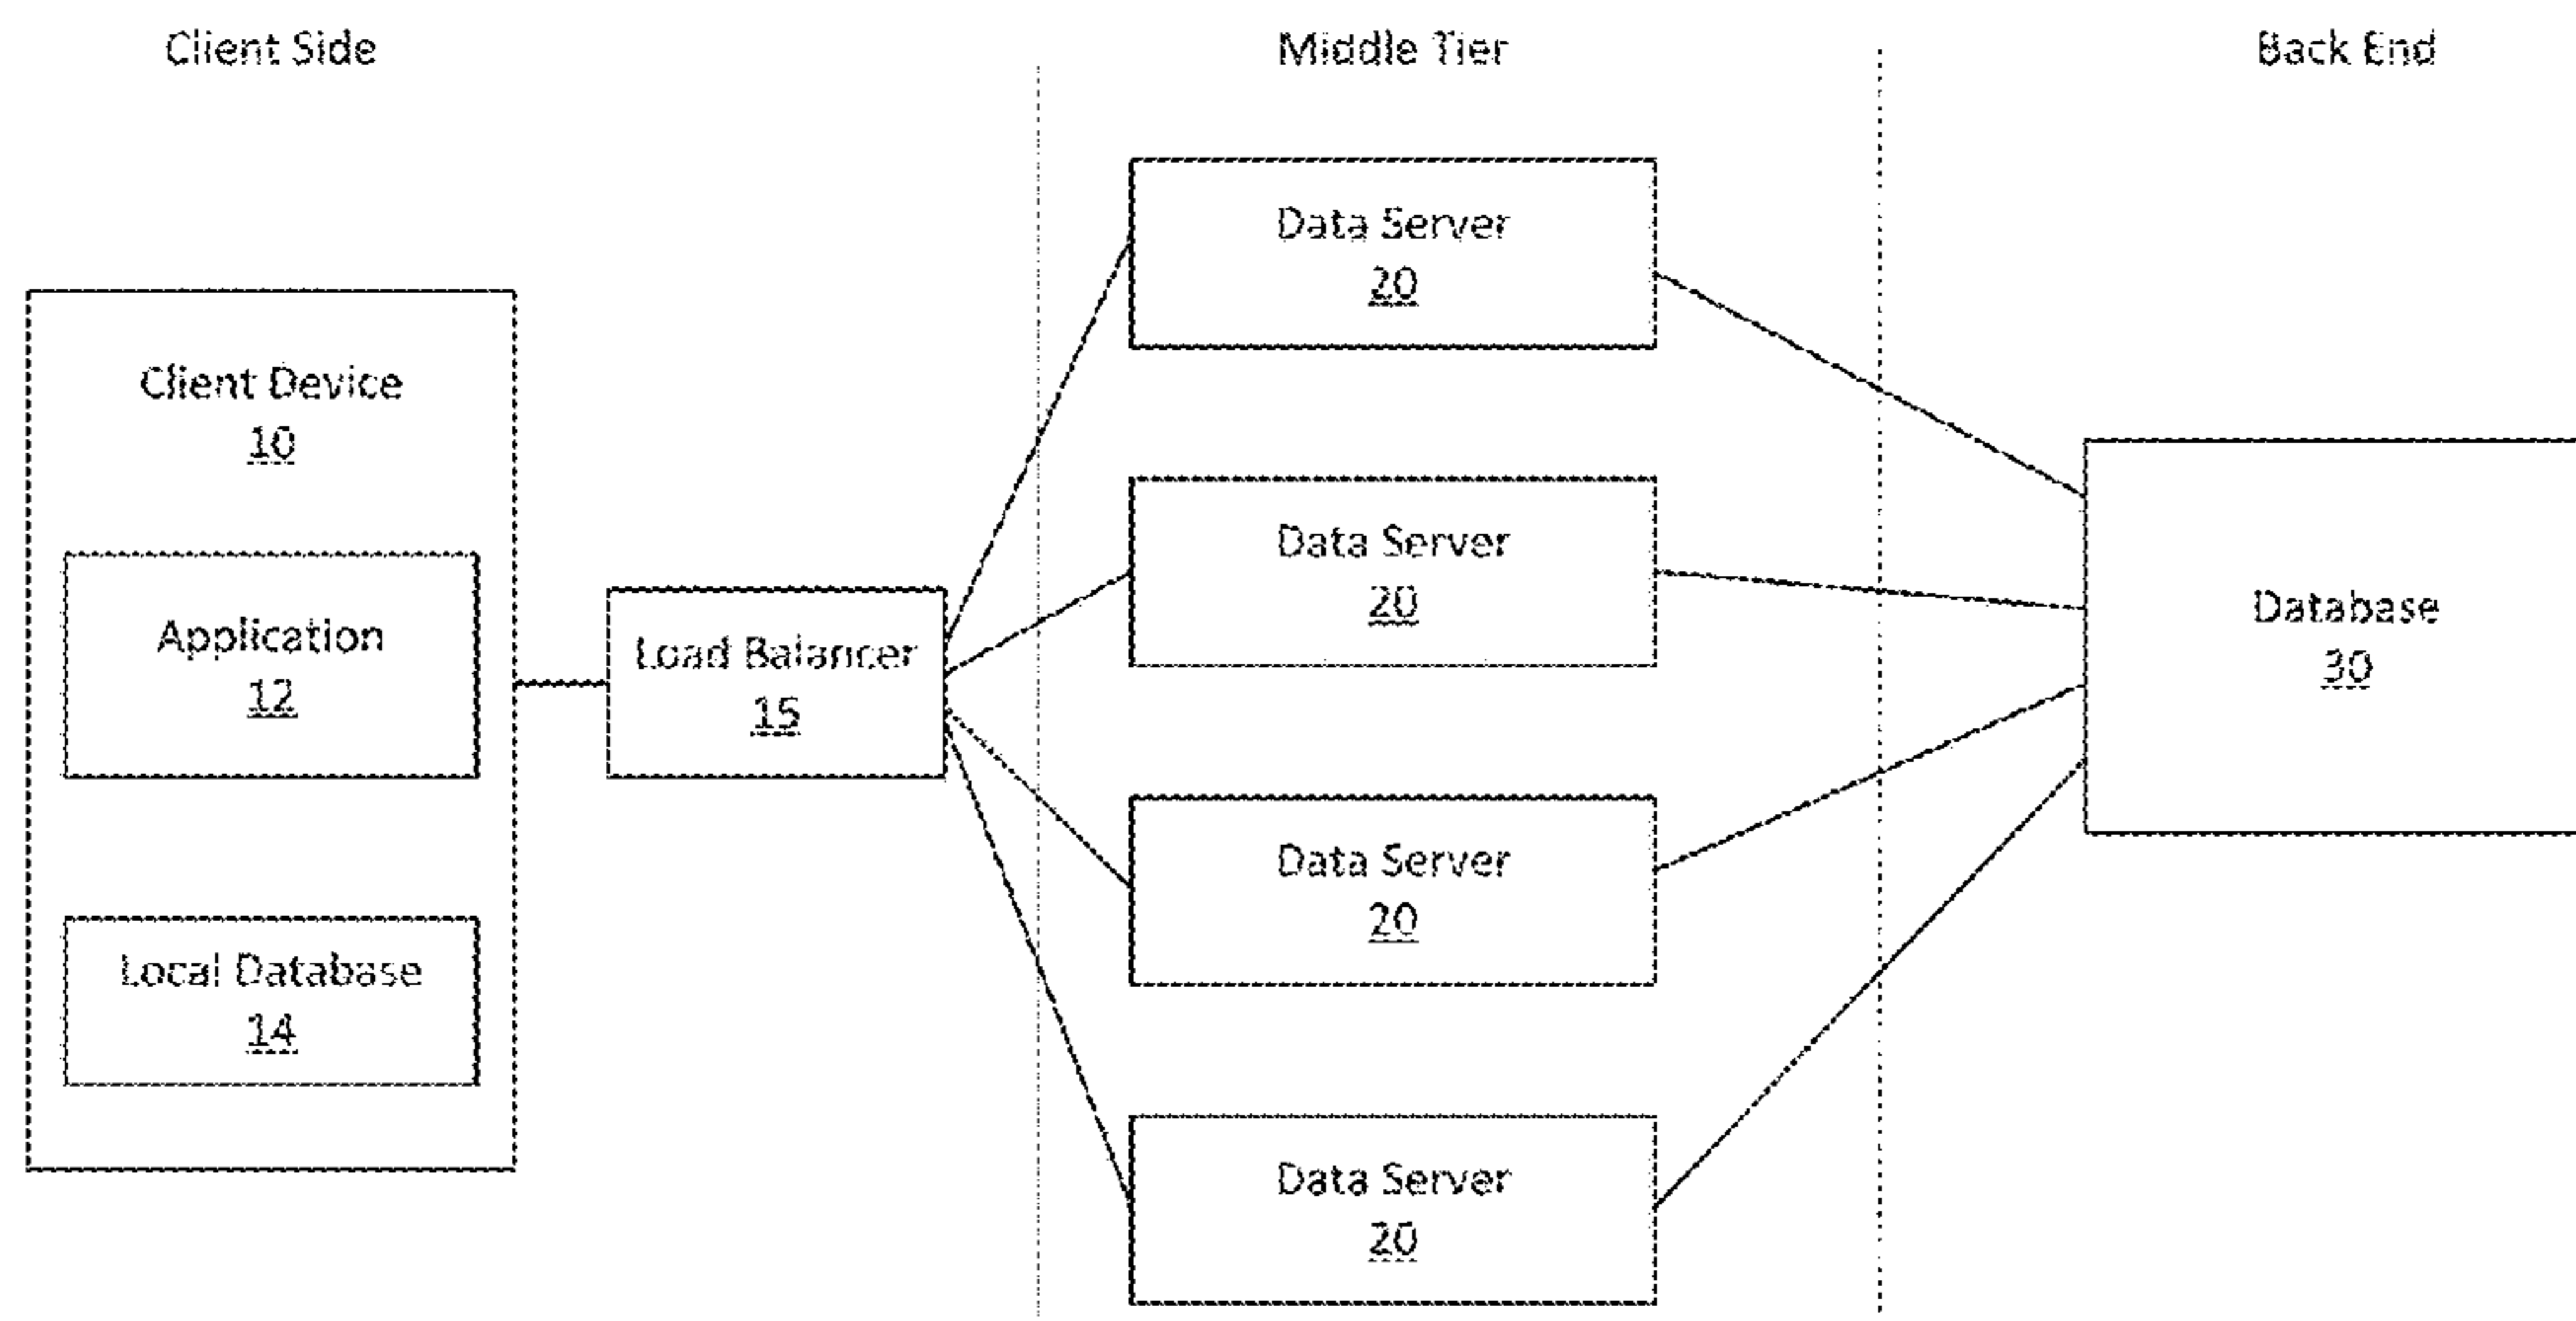 Client Side
Middle Tier
Back End
Client Device
10
Application
12
Local Database
14
Load Balancer
15
Data Server
20
Data Server
20
Data Server
20
Data Server
20
Database
30